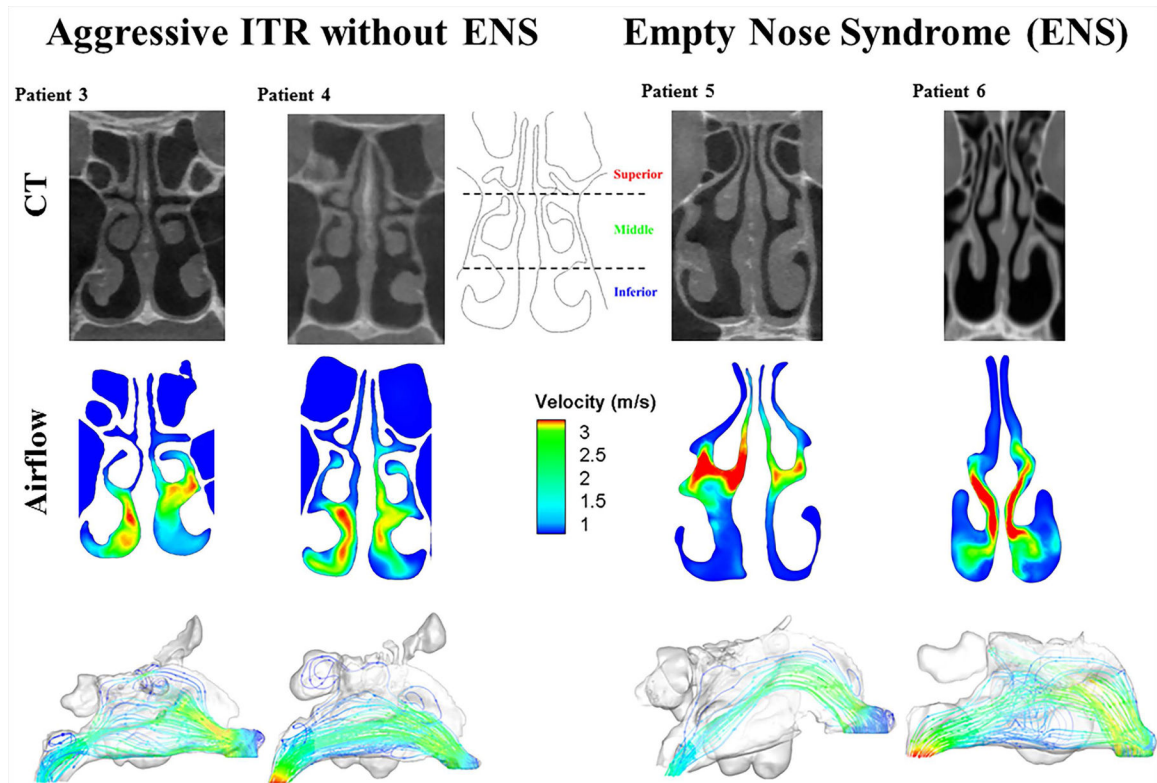 Aggressive ITR without ENS
Empty Nose Syndrome (ENS)
Patient 3
Patient 4
Patient 5
Patient 6
CT
Superior
Middle
Inferior
Airflow
Velocity (m/s)
3
2.5
2
1.5
1